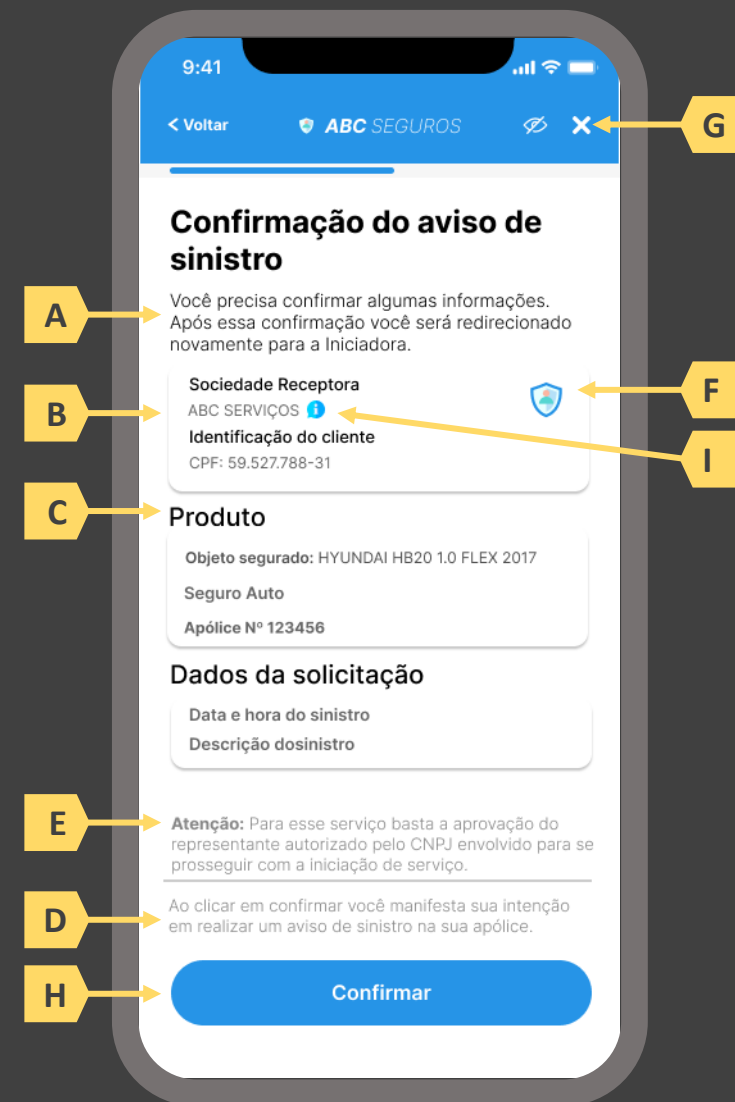 9:41
< Voltar
ABC SEGUROS
G
Confirmação do aviso de
sinistro
A
Você precisa confirmar algumas informações.
Após essa confirmação você será redirecionado
novamente para a Iniciadora.
Sociedade Receptora
F
B
ABC SERVIÇOS i
Identificação do cliente
I
CPF: 59.527.788-31
C
Produto
Objeto segurado: HYUNDAI HB20 1.0 FLEX 2017
Seguro Auto
Apólice Nº 123456
Dados da solicitação
Data e hora do sinistro
Descrição dosinistro
E
Atenção: Para esse serviço basta a aprovação do
representante autorizado pelo CNPJ envolvido para se
prosseguir com a iniciação de serviço.
D
Ao clicar em confirmar você manifesta sua intenção
em realizar um aviso de sinistro na sua apólice.
H
Confirmar